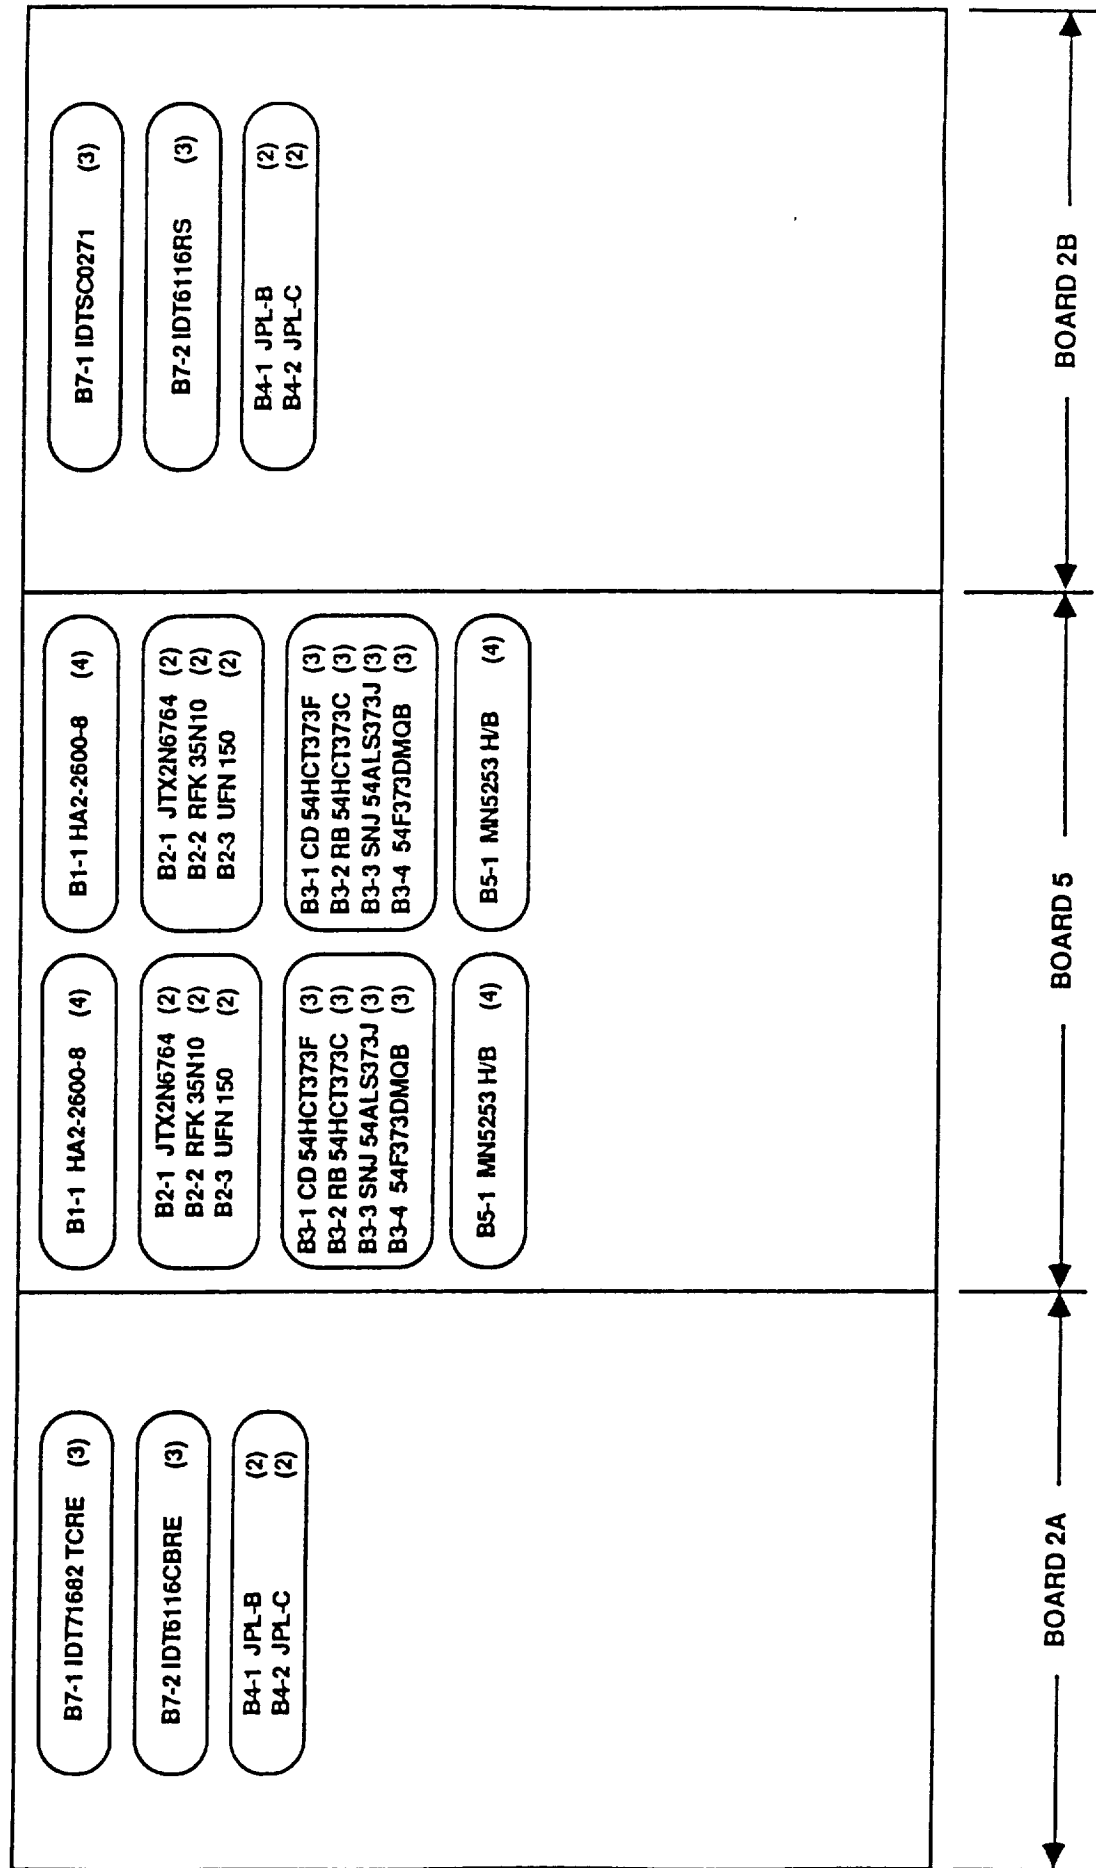 B7-1 IDT71682 TCRE (3)
B7-2 IDT6116CBRE (3)
B4-1 JPL-B (2)
B4-2 JPL-C (2)
BOARD 2A
B1-1 HA2-2600-8 (4)
B2-1 JTX2N6764 (2)
B2-2 RFK 35N10 (2)
B2-3 UFN 150 (2)
B3-1 CD 54HCT373F (3)
B3-2 RB 54HCT373C (3)
B3-3 SNJ 54ALS373J (3)
B3-4 54F373DMQB (3)
B5-1 MN5253 H/B (4)
B1-1 HA2-2600-8 (4)
B2-1 JTX2N6764 (2)
B2-2 RFK 35N10 (2)
B2-3 UFN 150 (2)
B3-1 CD 54HCT373F (3)
B3-2 RB 54HCT373C (3)
B3-3 SNJ 54ALS373J (3)
B3-4 54F373DMQB (3)
B5-1 MN5253 H/B (4)
BOARD 5
B7-1 IDTSC0271 (3)
B7-2 IDT6116RS (3)
B4-1 JPL-B (2)
B4-2 JPL-C (2)
BOARD 2B